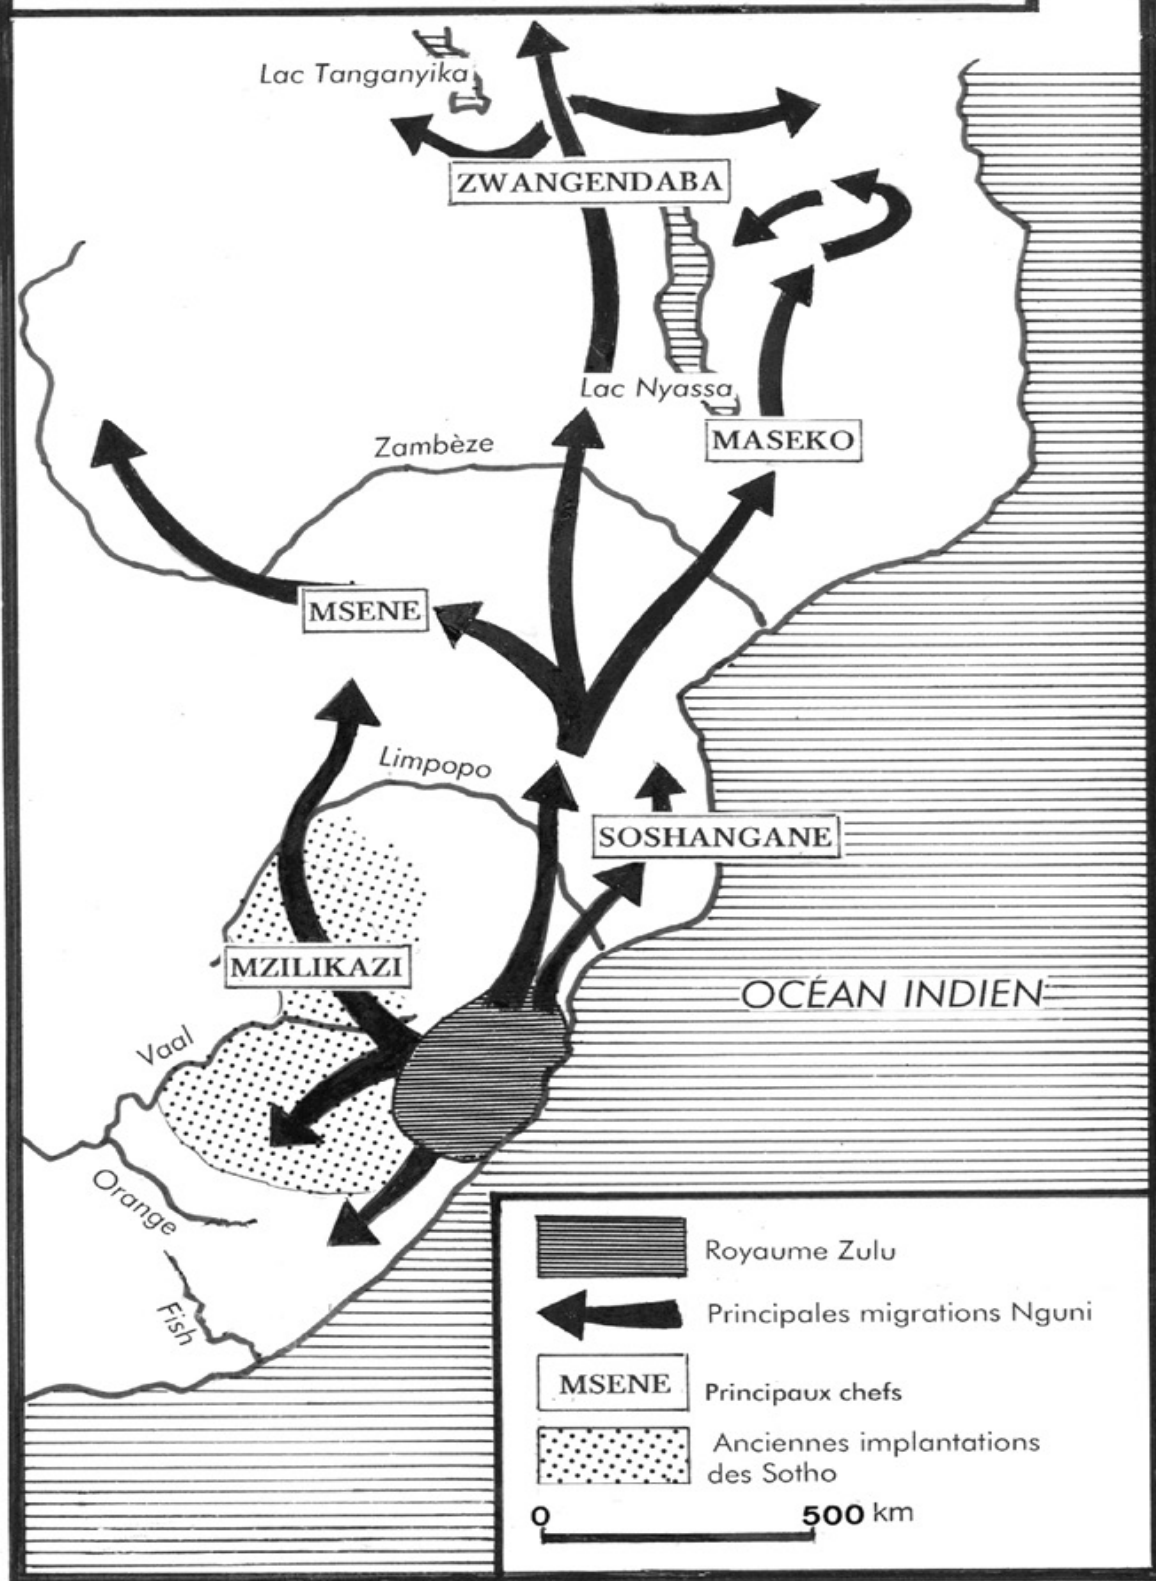 Lac Tanganyika
ZWANGENDABA
Lac Nyassa
MASEKO
Zambèze
MSENE
Limpopo
SOSHANGANE
MZILIKAZI
OCÉAN INDIEN
Vaal
Orange
Fish
Royaume Zulu
Principales migrations Nguni
MSENE
Principaux chefs
Anciennes implantations
des Sotho
0 500 km